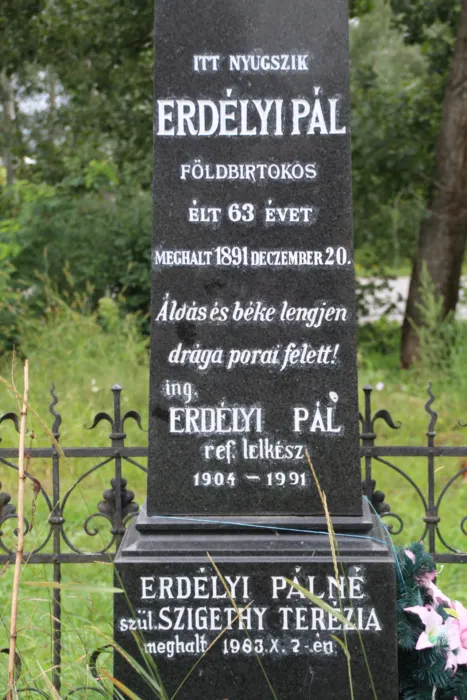 ITT NYUGSZIK
ERDÉLYI PÁL
FÖLDBIRTOKOS
ÉLT 63 ÉVET
MEGHALT 1891 DECZEMBER 20.
Áldás és béke lengjen
drága porai felett!
ing.
ERDÉLYI PÁL
ref. lelkész
1904 - 1991
ERDÉLYI PÁLNÉ
szül. SZIGETHY TERÉZIA
meghalt 1983.X.2-én.